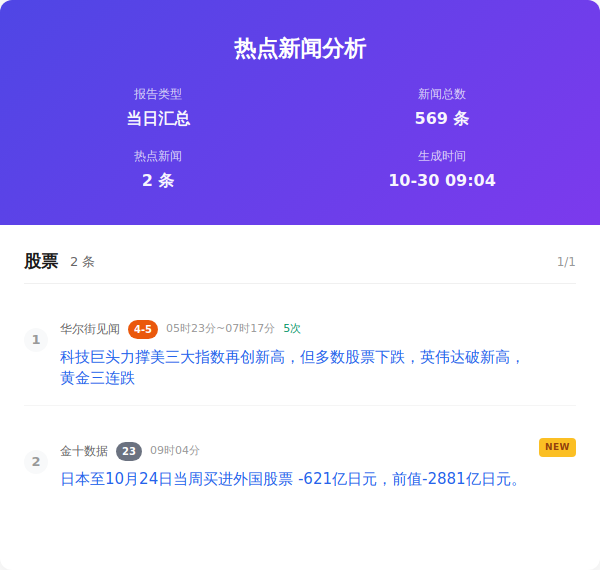 热点新闻分析
报告类型
新闻总数
当日汇总
569 条
热点新闻
生成时间
2 条
10-30 09:04
股票 2 条 1/1
1 华尔街见闻 4-5 05时23分~07时17分 5次
科技巨头力撑美三大指数再创新高，但多数股票下跌，英伟达破新高，
黄金三连跌
2 金十数据 23 09时04分 NEW
日本至10月24日当周买进外国股票 -621亿日元，前值-2881亿日元。